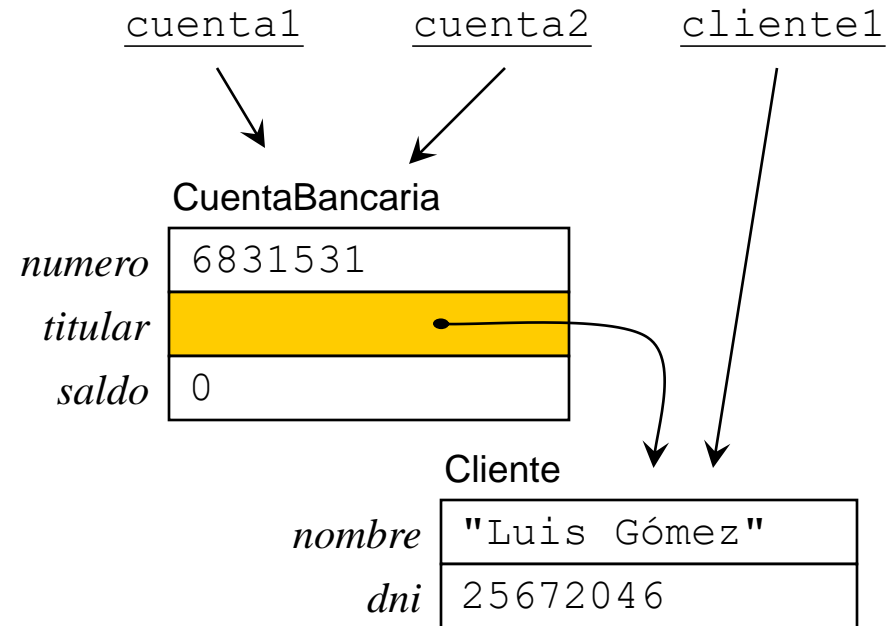 cuenta1 cuenta2 cliente1
CuentaBancaria
numero 6831531
titular
saldo 0
Cliente
nombre "Luis Gómez"
dni 25672046